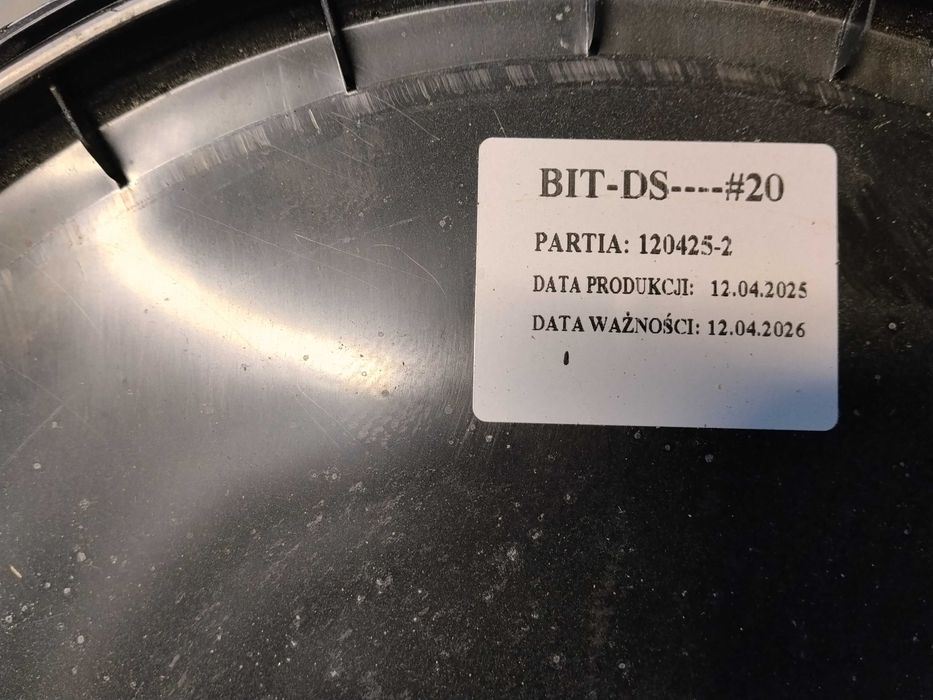 BIT-DS----#20
PARTIA: 120425-2
DATA PRODUKCJI: 12.04.2025
DATA WAŻNOŚCI: 12.04.2026